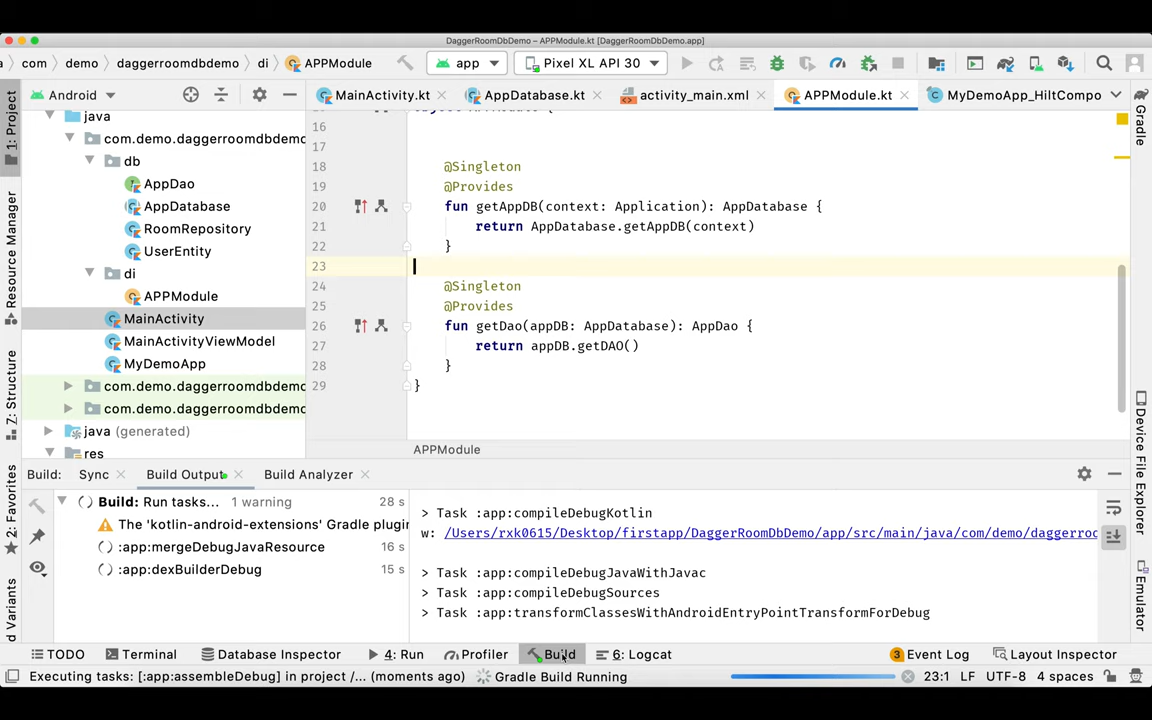 DaggerRoomDbDemo – APPModule.kt [DaggerRoomDbDemo.app]
com demo daggerroomdbdemo di APPModule app Pixel XL API 30
Android MainActivity.kt AppDatabase.kt activity_main.xml APPModule.kt MyDemoApp_HiltCompo
1: Project
Resource Manager
Z: Structure
2: Favorites
d Variants
java
com.demo.daggerroomdbdemo
db
AppDao
AppDatabase
RoomRepository
UserEntity
di
APPModule
MainActivity
MainActivityViewModel
MyDemoApp
com.demo.daggerroomdbdemo
com.demo.daggerroomdbdemo
java (generated)
res
16
17
18 @Singleton
19 @Provides
20 fun getAppDB(context: Application): AppDatabase {
21 return AppDatabase.getAppDB(context)
22 }
23
24 @Singleton
25 @Provides
26 fun getDao(appDB: AppDatabase): AppDao {
27 return appDB.getDAO()
28 }
29 }
APPModule
Gradle
Device File Explorer
Emulator
Build: Sync Build Output Build Analyzer
Build: Run tasks... 1 warning 28 s
The 'kotlin-android-extensions' Gradle plugin
:app:mergeDebugJavaResource 16 s
:app:dexBuilderDebug 15 s
> Task :app:compileDebugKotlin
w: /Users/rxk0615/Desktop/firstapp/DaggerRoomDbDemo/app/src/main/java/com/demo/daggerroo
> Task :app:compileDebugJavaWithJavac
> Task :app:compileDebugSources
> Task :app:transformClassesWithAndroidEntryPointTransformForDebug
TODO Terminal Database Inspector 4: Run Profiler Build 6: Logcat 3 Event Log Layout Inspector
Executing tasks: [:app:assembleDebug] in project /... (moments ago) Gradle Build Running 23:1 LF UTF-8 4 spaces